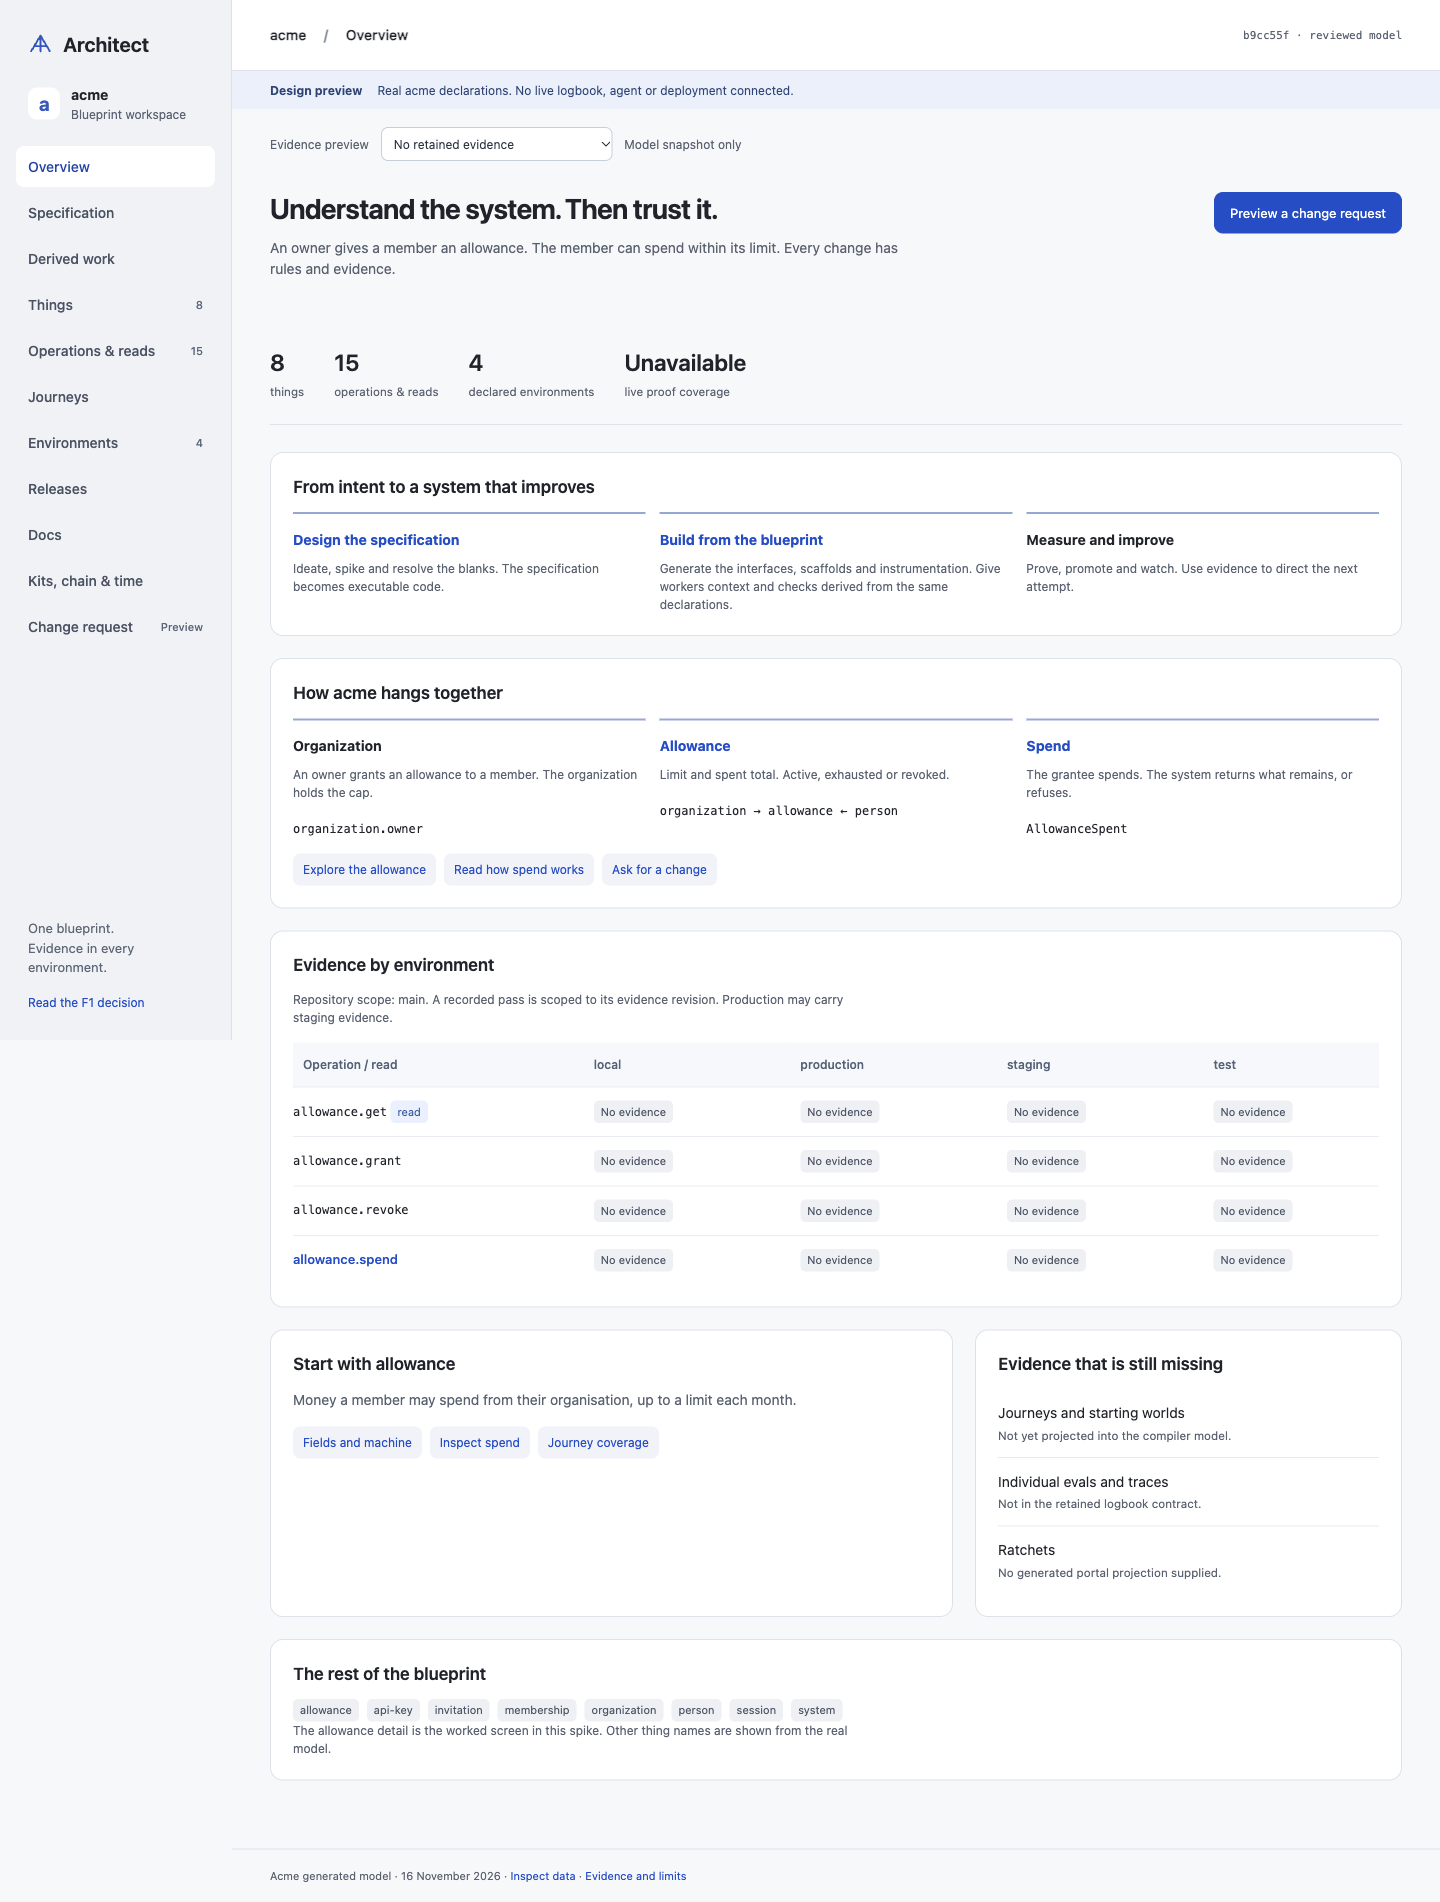 Architect
a
acme
Blueprint workspace
Overview
Specification
Derived work
Things 8
Operations & reads 15
Journeys
Environments 4
Releases
Docs
Kits, chain & time
Change request Preview
One blueprint.
Evidence in every
environment.
Read the F1 decision
acme / Overview
b9cc55f · reviewed model
Design preview Real acme declarations. No live logbook, agent or deployment connected.
Evidence preview No retained evidence Model snapshot only
Understand the system. Then trust it.
Preview a change request
An owner gives a member an allowance. The member can spend within its limit. Every change has
rules and evidence.
8 15 4 Unavailable
things operations & reads declared environments live proof coverage
From intent to a system that improves
Design the specification
Ideate, spike and resolve the blanks. The specification
becomes executable code.
Build from the blueprint
Generate the interfaces, scaffolds and instrumentation. Give
workers context and checks derived from the same
declarations.
Measure and improve
Prove, promote and watch. Use evidence to direct the next
attempt.
How acme hangs together
Organization
An owner grants an allowance to a member. The organization
holds the cap.
organization.owner
Allowance
Limit and spent total. Active, exhausted or revoked.
organization → allowance ← person
Spend
The grantee spends. The system returns what remains, or
refuses.
AllowanceSpent
Explore the allowance Read how spend works Ask for a change
Evidence by environment
Repository scope: main. A recorded pass is scoped to its evidence revision. Production may carry
staging evidence.
Operation / read local production staging test
allowance.get read No evidence No evidence No evidence No evidence
allowance.grant No evidence No evidence No evidence No evidence
allowance.revoke No evidence No evidence No evidence No evidence
allowance.spend No evidence No evidence No evidence No evidence
Start with allowance
Money a member may spend from their organisation, up to a limit each month.
Fields and machine Inspect spend Journey coverage
Evidence that is still missing
Journeys and starting worlds
Not yet projected into the compiler model.
Individual evals and traces
Not in the retained logbook contract.
Ratchets
No generated portal projection supplied.
The rest of the blueprint
allowance api-key invitation membership organization person session system
The allowance detail is the worked screen in this spike. Other thing names are shown from the real
model.
Acme generated model · 16 November 2026 · Inspect data · Evidence and limits